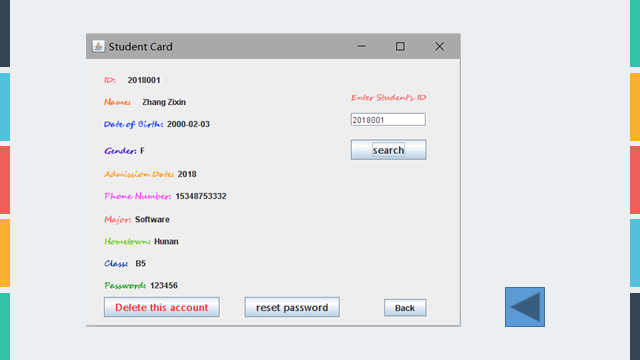 Student Card
ID: 2018001
Name: Zhang Zixin
Date of Birth: 2000-02-03
Gender: F
Admission Date: 2018
Phone Number: 15348753332
Major: Software
Hometown: Hunan
Class: B5
Password: 123456
Enter Student's ID
2018001
search
Delete this account
reset password
Back